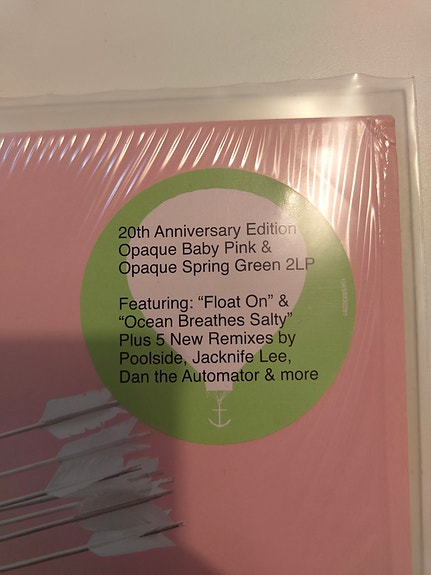 20th Anniversary Edition
Opaque Baby Pink &
Opaque Spring Green 2LP
Featuring: “Float On” &
“Ocean Breathes Salty”
Plus 5 New Remixes by
Poolside, Jacknife Lee,
Dan the Automator & more